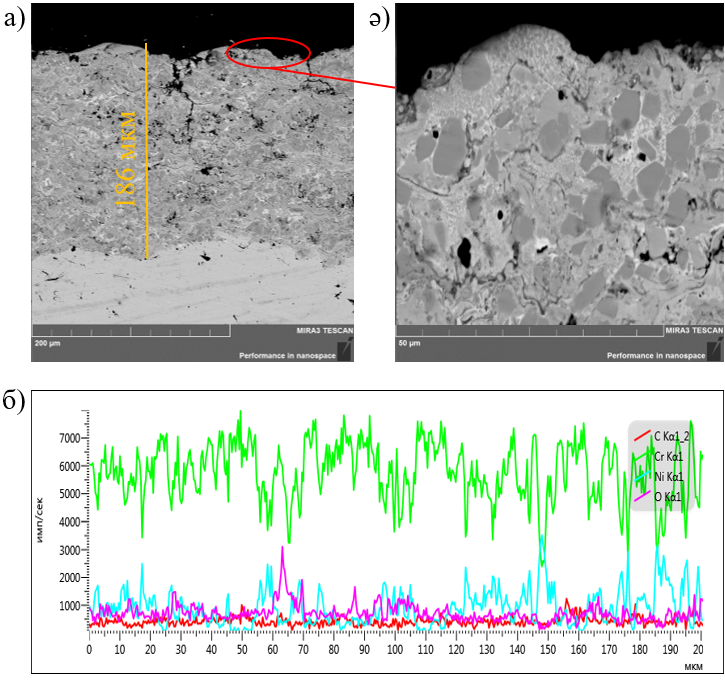 а)
ә)
186 мкм
MIRA3 TESCAN
200 µm
Performance in nanospace
MIRA3 TESCAN
50 µm
Performance in nanospace
б)
C Kα1_2
Cr Kα1
Ni Kα1
O Kα1
7000
6000
5000
4000
3000
2000
1000
имп/сек
0 10 20 30 40 50 60 70 80 90 100 110 120 130 140 150 160 170 180 190 20
мкм